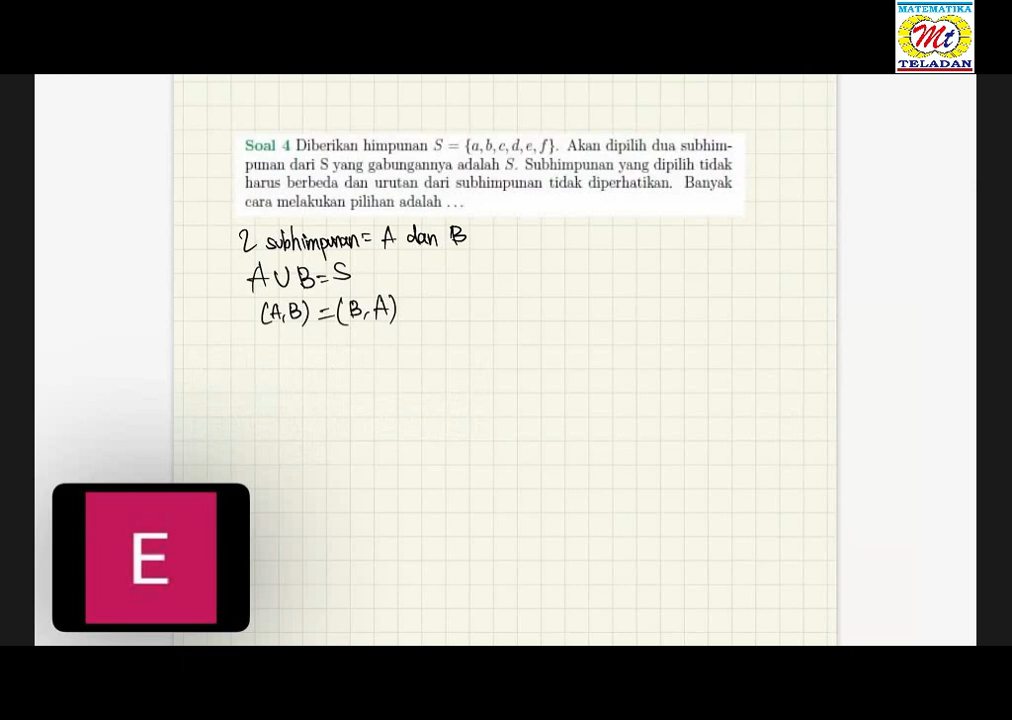 MATEMATIKA
Mt
TELADAN
Soal 4 Diberikan himpunan S = {a, b, c, d, e, f}. Akan dipilih dua subhim-
punan dari S yang gabungannya adalah S. Subhimpunan yang dipilih tidak
harus berbeda dan urutan dari subhimpunan tidak diperhatikan. Banyak
cara melakukan pilihan adalah ...
2 subhimpunan = A dan B
A∪B=S
(A,B) = (B,A)
E